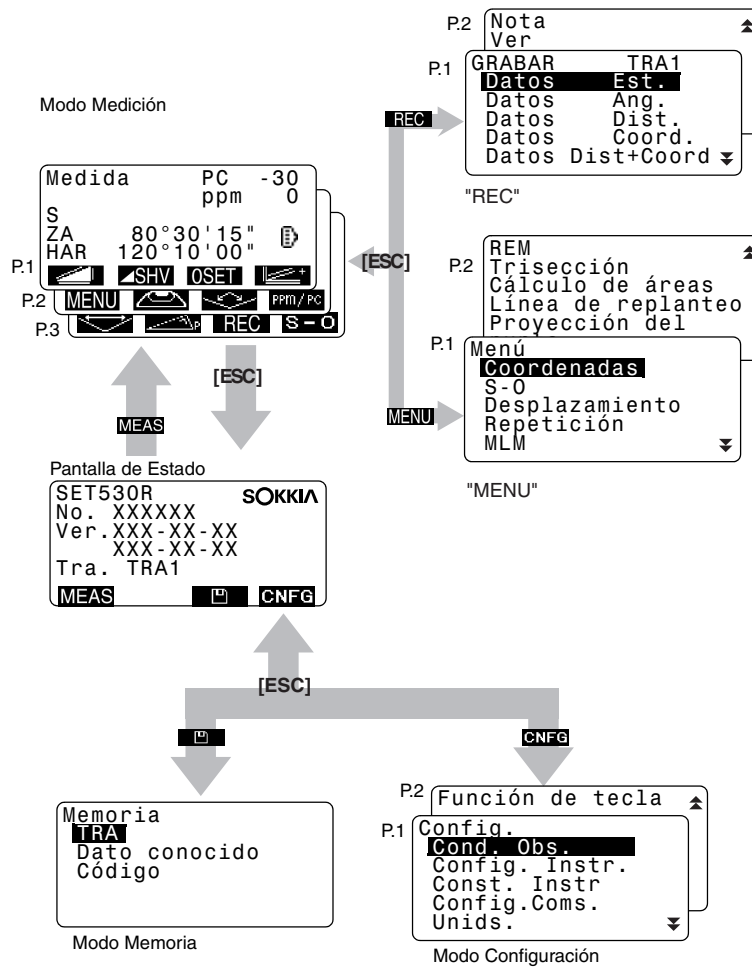 P.2
Nota
Ver
P.1
GRABAR TRA1
Datos Est.
Datos Ang.
Datos Dist.
Datos Coord.
Datos Dist+Coord
"REC"
REC
Modo Medición
Medida PC -30
ppm 0
S
ZA 80°30'15"
HAR 120°10'00"
P.1
SHV 0SET
P.2
MENU PPm/PC
P.3
P REC S-O
[ESC]
P.2
REM
Trisección
Cálculo de áreas
Línea de replanteo
Proyección del
P.1
Menú
Coordenadas
S-O
Desplazamiento
Repetición
MLM
MENU
"MENU"
[ESC]
MEAS
Pantalla de Estado
SET530R SOKKIA
No. XXXXXX
Ver.XXX-XX-XX
XXX-XX-XX
Tra. TRA1
MEAS CNFG
[ESC]
CNFG
Memoria
TRA
Dato conocido
Código
Modo Memoria
P.2
Función de tecla
P.1
Config.
Cond. Obs.
Config. Instr.
Const. Instr
Config.Coms.
Unids.
Modo Configuración